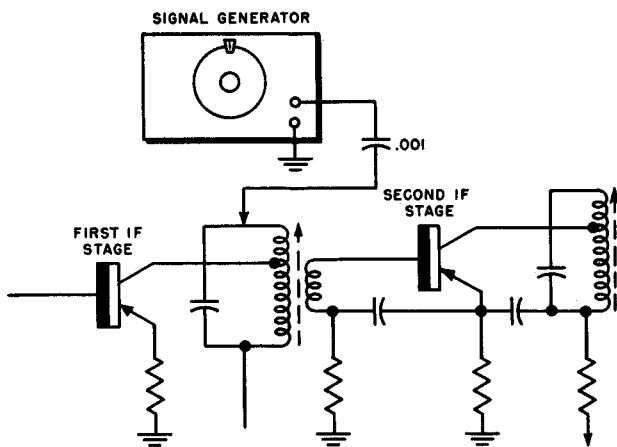 SIGNAL GENERATOR
.001
SECOND IF
STAGE
FIRST IF
STAGE